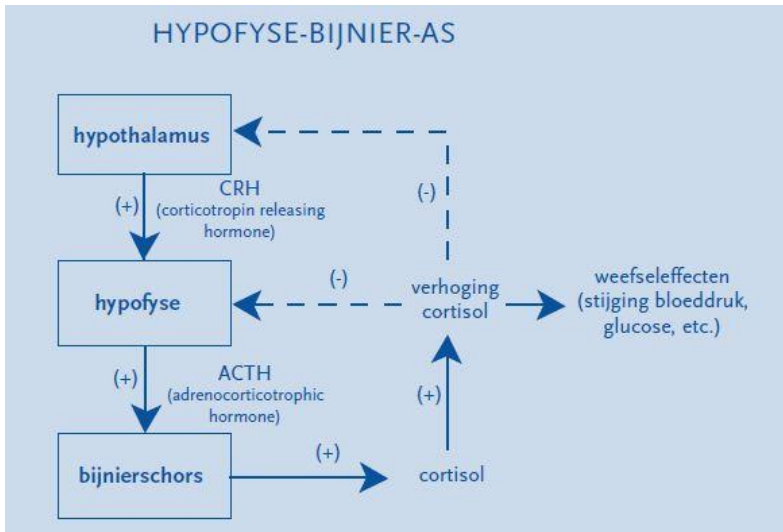 HYPOFYSE-BIJNIER-AS
hypothalamus
(+)
CRH
(corticotropin releasing
hormone)
(-)
hypofyse
(-)
verhoging
cortisol
weefseleffecten
(stijging bloeddruk,
glucose, etc.)
(+)
ACTH
(adrenocorticotrophic
hormone)
(+)
bijnierschors
(+)
cortisol